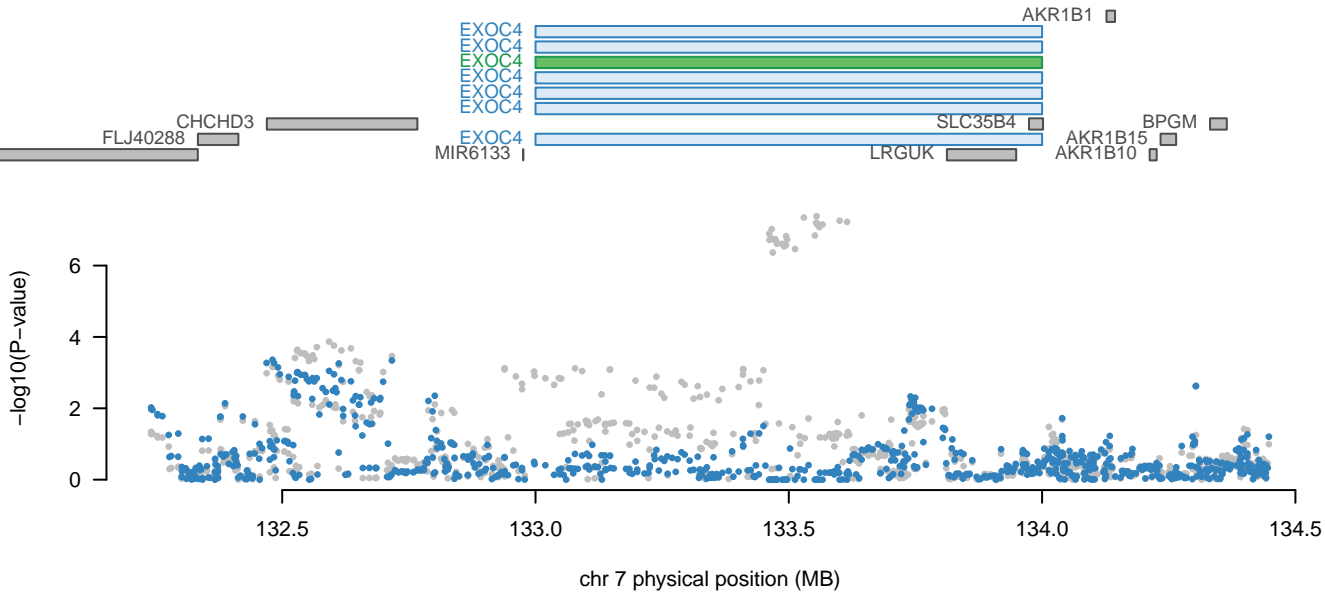 AKR1B1
EXOC4
EXOC4
EXOC4
EXOC4
EXOC4
EXOC4
CHCHD3 SLC35B4 BPGM
FLJ40288 EXOC4 AKR1B15
MIR6133 LRGUK AKR1B10
6
4
2
0
−log10(P−value)
132.5 133.0 133.5 134.0 134.5
chr 7 physical position (MB)